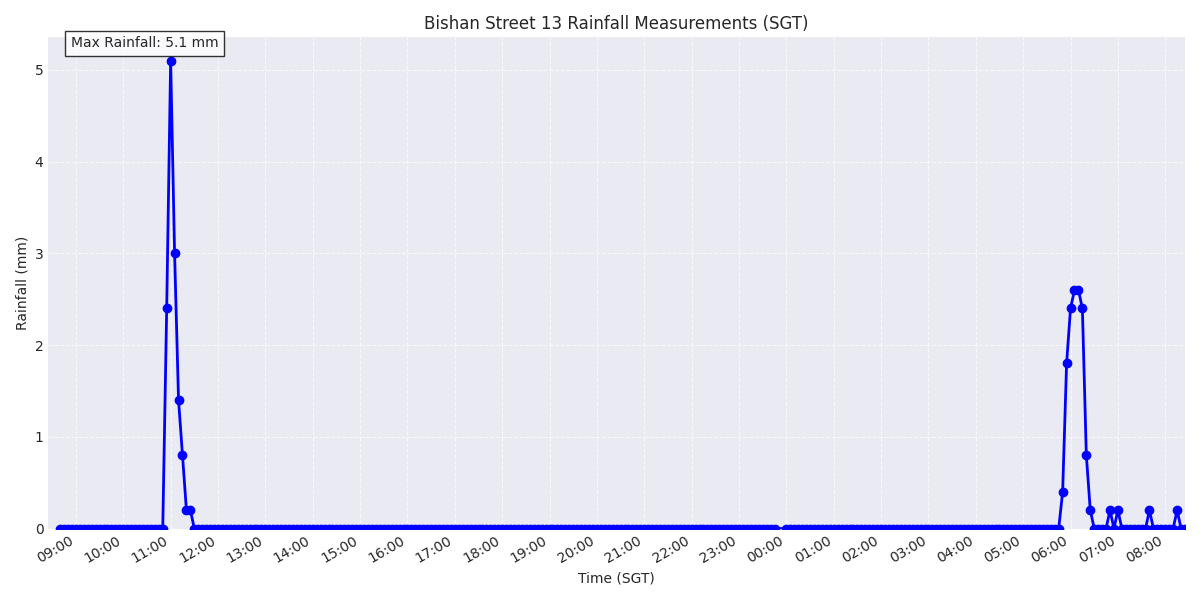 Bishan Street 13 Rainfall Measurements (SGT)
Max Rainfall: 5.1 mm
5
4
3
2
1
0
Rainfall (mm)
09:00 10:00 11:00 12:00 13:00 14:00 15:00 16:00 17:00 18:00 19:00 20:00 21:00 22:00 23:00 00:00 01:00 02:00 03:00 04:00 05:00 06:00 07:00 08:00
Time (SGT)